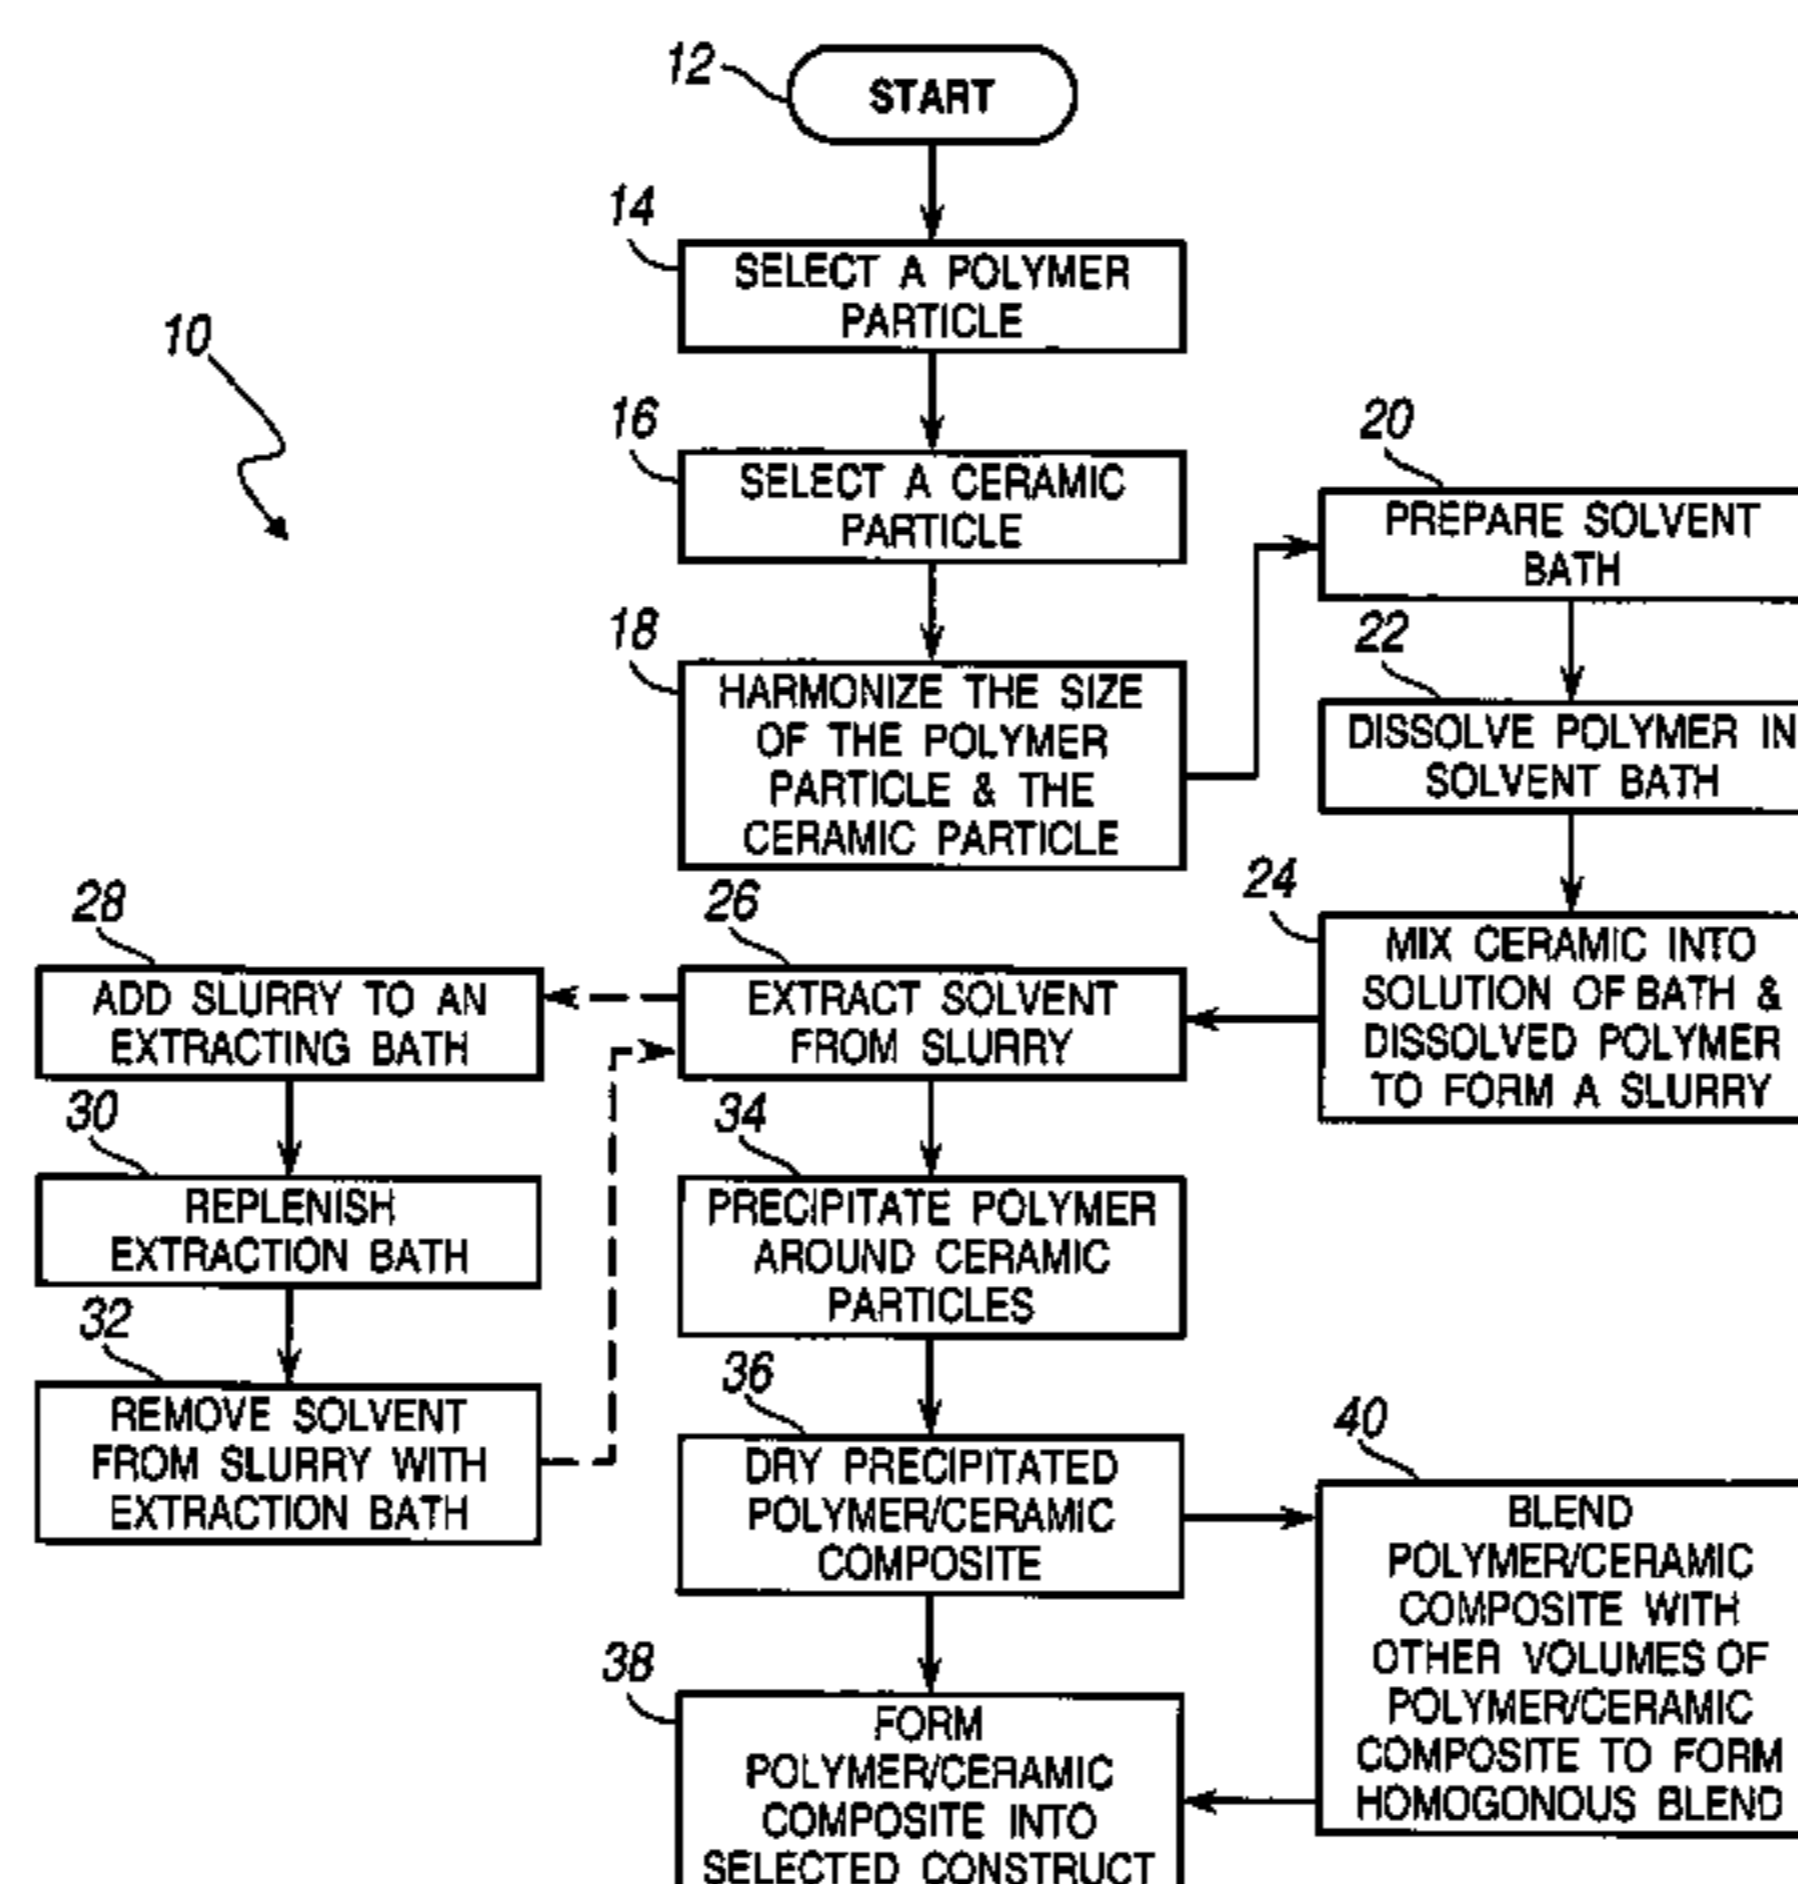 12
START
14
SELECT A POLYMER
PARTICLE
10
16
SELECT A CERAMIC
PARTICLE
20
PREPARE SOLVENT
BATH
18
HARMONIZE THE SIZE
OF THE POLYMER
PARTICLE & THE
CERAMIC PARTICLE
22
DISSOLVE POLYMER IN
SOLVENT BATH
24
MIX CERAMIC INTO
SOLUTION OF BATH &
DISSOLVED POLYMER
TO FORM A SLURRY
26
EXTRACT SOLVENT
FROM SLURRY
28
ADD SLURRY TO AN
EXTRACTING BATH
30
REPLENISH
EXTRACTION BATH
32
REMOVE SOLVENT
FROM SLURRY WITH
EXTRACTION BATH
34
PRECIPITATE POLYMER
AROUND CERAMIC
PARTICLES
36
DRY PRECIPITATED
POLYMER/CERAMIC
COMPOSITE
40
BLEND
POLYMER/CERAMIC
COMPOSITE WITH
OTHER VOLUMES OF
POLYMER/CERAMIC
COMPOSITE TO FORM
HOMOGONOUS BLEND
38
FORM
POLYMER/CERAMIC
COMPOSITE INTO
SELECTED CONSTRUCT